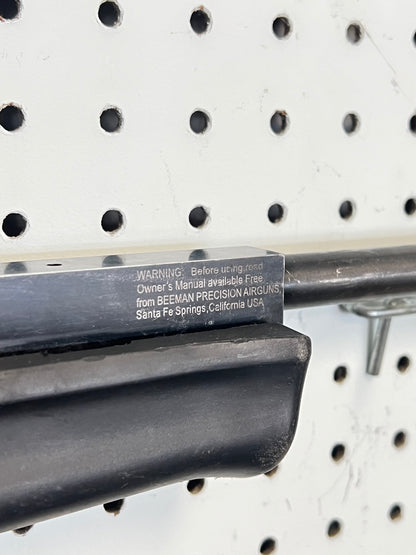 WARNING: Before using, read
Owner's Manual available Free
from BEEMAN PRECISION AIRGUNS
Santa Fe Springs, California USA